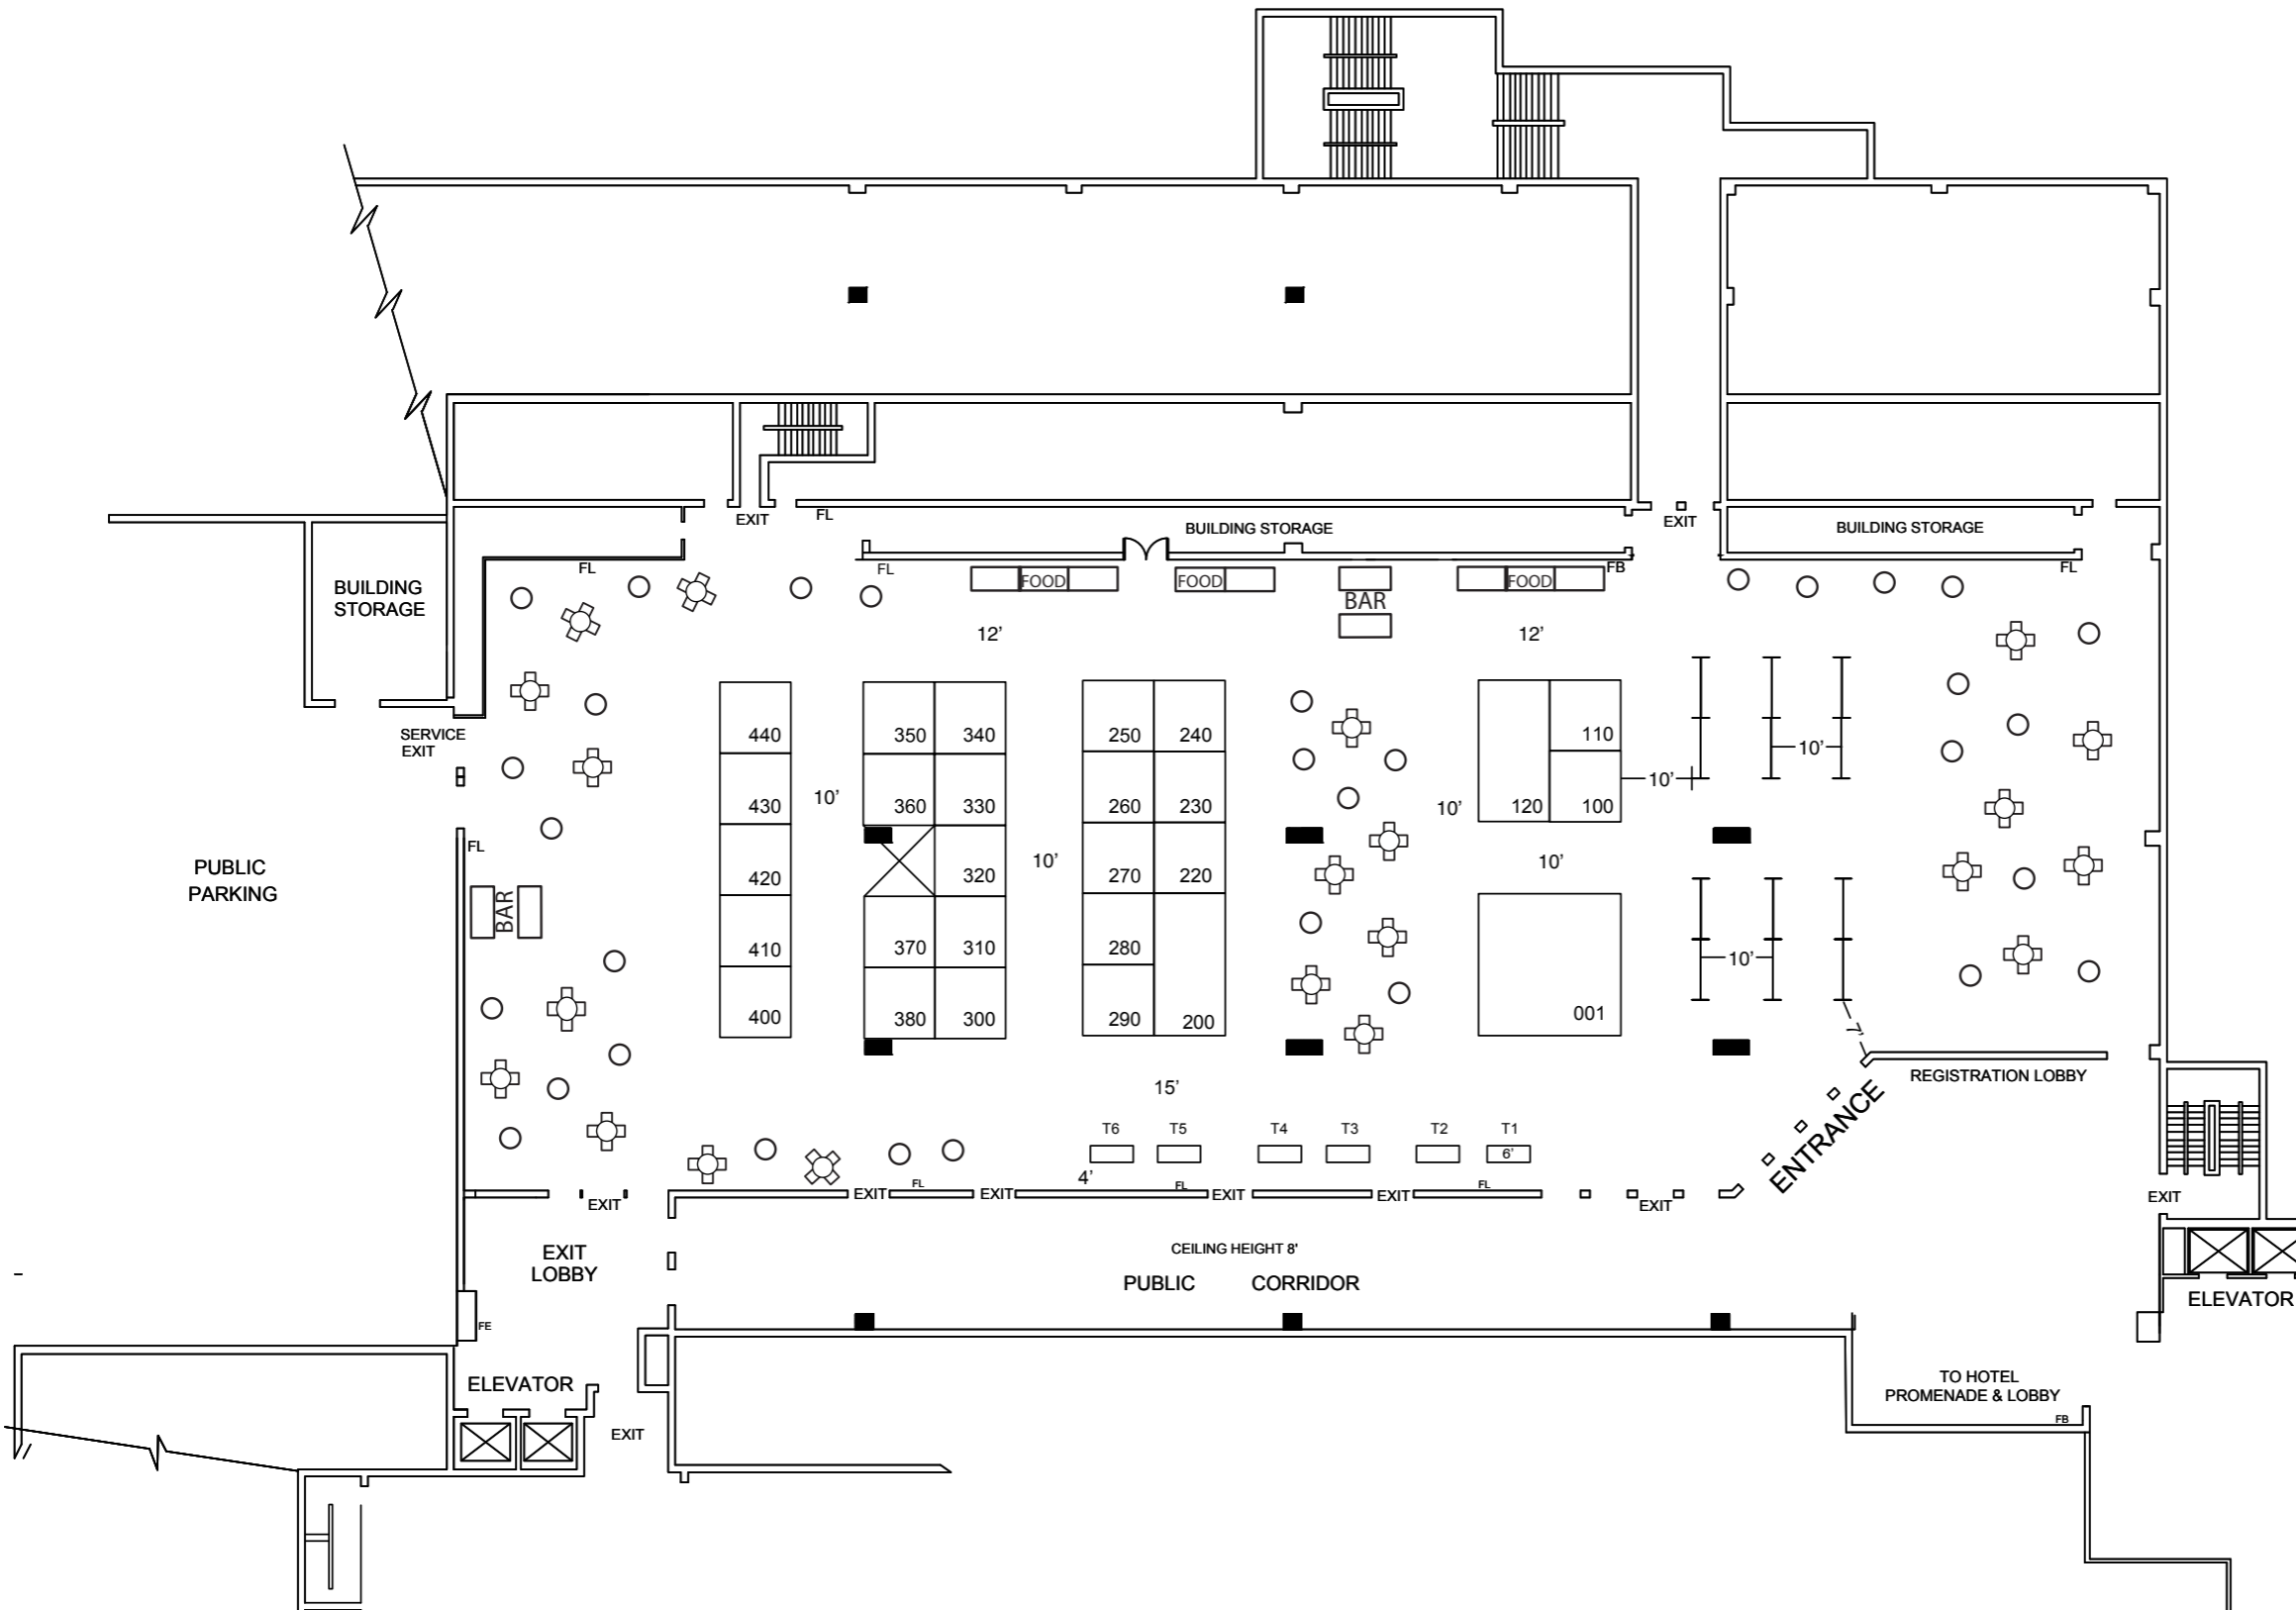 EXIT
FL
BUILDING STORAGE
EXIT
BUILDING STORAGE
FL
FL
FB
FL
BUILDING
STORAGE
FOOD
FOOD
BAR
FOOD
12'
12'
SERVICE
EXIT
440
350
340
250
240
110
10'
10'
430
10'
360
330
260
230
10'
120
100
FL
PUBLIC
PARKING
420
320
10'
270
220
10'
BAR
410
370
310
280
10'
400
380
300
290
200
001
7'
15'
REGISTRATION LOBBY
ENTRANCE
T6
T5
T4
T3
T2
T1
6'
4'
FL
FL
FL
EXIT
EXIT
EXIT
EXIT
EXIT
EXIT
EXIT
EXIT
LOBBY
CEILING HEIGHT 8'
PUBLIC CORRIDOR
ELEVATOR
FE
ELEVATOR
TO HOTEL
PROMENADE & LOBBY
FB
EXIT